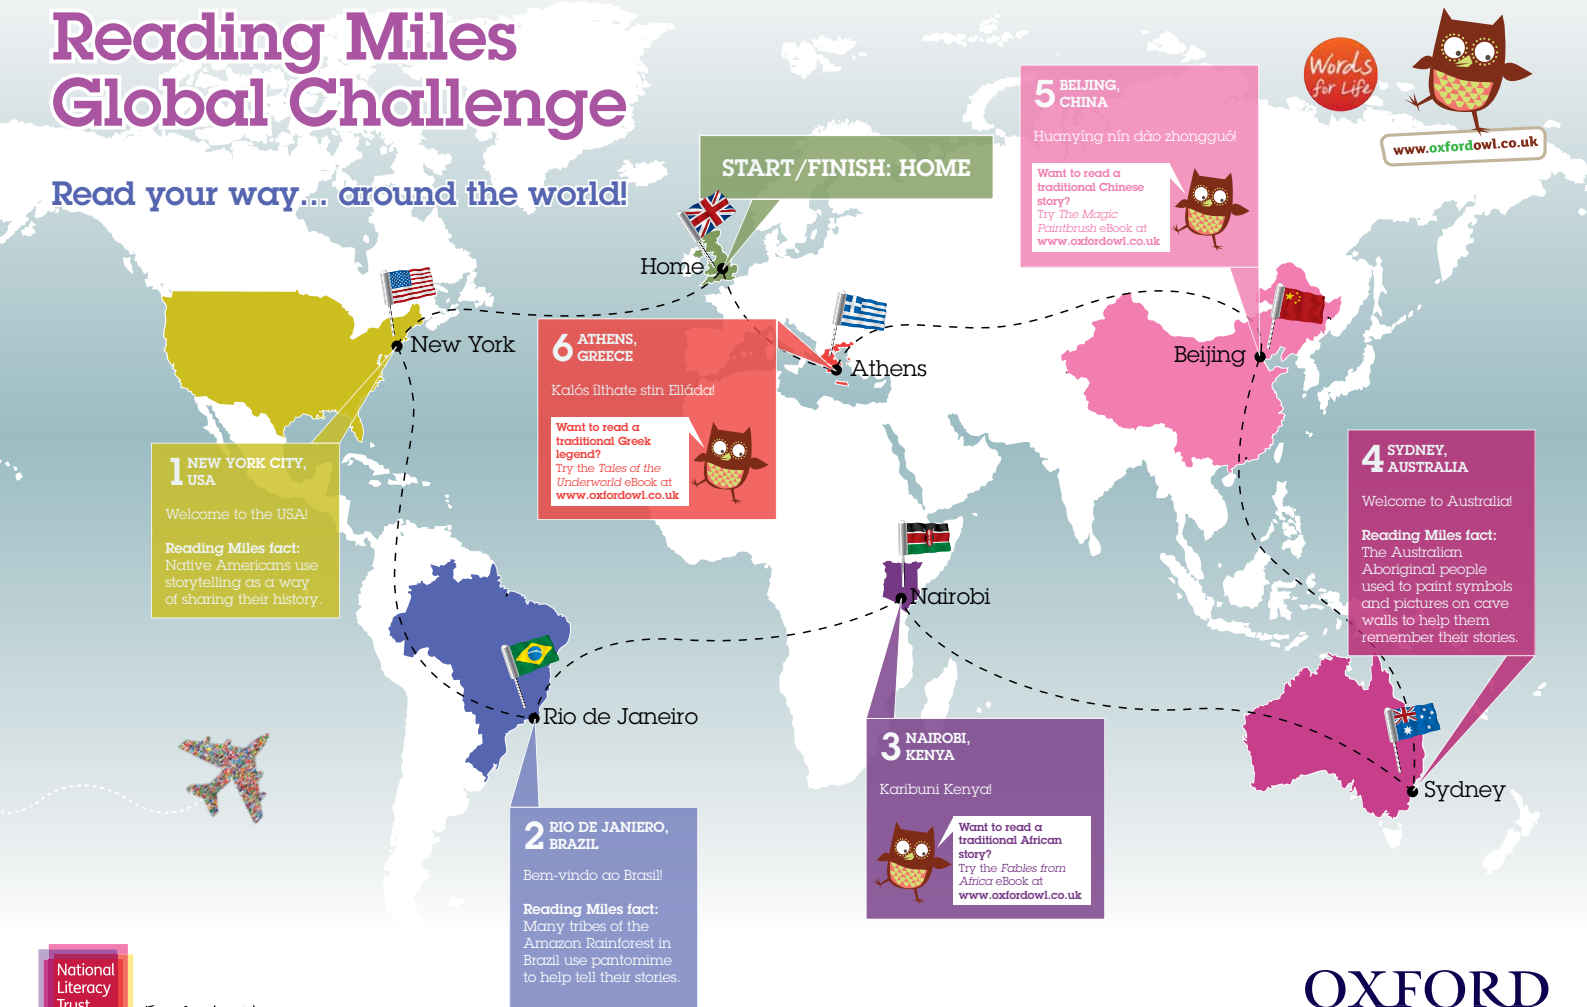 Reading Miles
Global Challenge
Read your way... around the world!
Words
for Life
www.oxfordowl.co.uk
START/FINISH: HOME
Home
New York
Athens
Beijing
Nairobi
Rio de Janeiro
Sydney
1 NEW YORK CITY,
USA
Welcome to the USA!
Reading Miles fact:
Native Americans use
storytelling as a way
of sharing their history.
2 RIO DE JANIERO,
BRAZIL
Bem-vindo ao Brasil!
Reading Miles fact:
Many tribes of the
Amazon Rainforest in
Brazil use pantomime
to help tell their stories.
3 NAIROBI,
KENYA
Karibuni Kenya!
Want to read a
traditional African
story?
Try the Fables from
Africa eBook at
www.oxfordowl.co.uk
4 SYDNEY,
AUSTRALIA
Welcome to Australia!
Reading Miles fact:
The Australian
Aboriginal people
used to paint symbols
and pictures on cave
walls to help them
remember their stories.
5 BEIJING,
CHINA
Huanyíng nín dào zhongguó!
Want to read a
traditional Chinese
story?
Try The Magic
Paintbrush eBook at
www.oxfordowl.co.uk
6 ATHENS,
GREECE
Kalós ílthate stin Elláda!
Want to read a
traditional Greek
legend?
Try the Tales of the
Underworld eBook at
www.oxfordowl.co.uk
National
Literacy
Trust
OXFORD